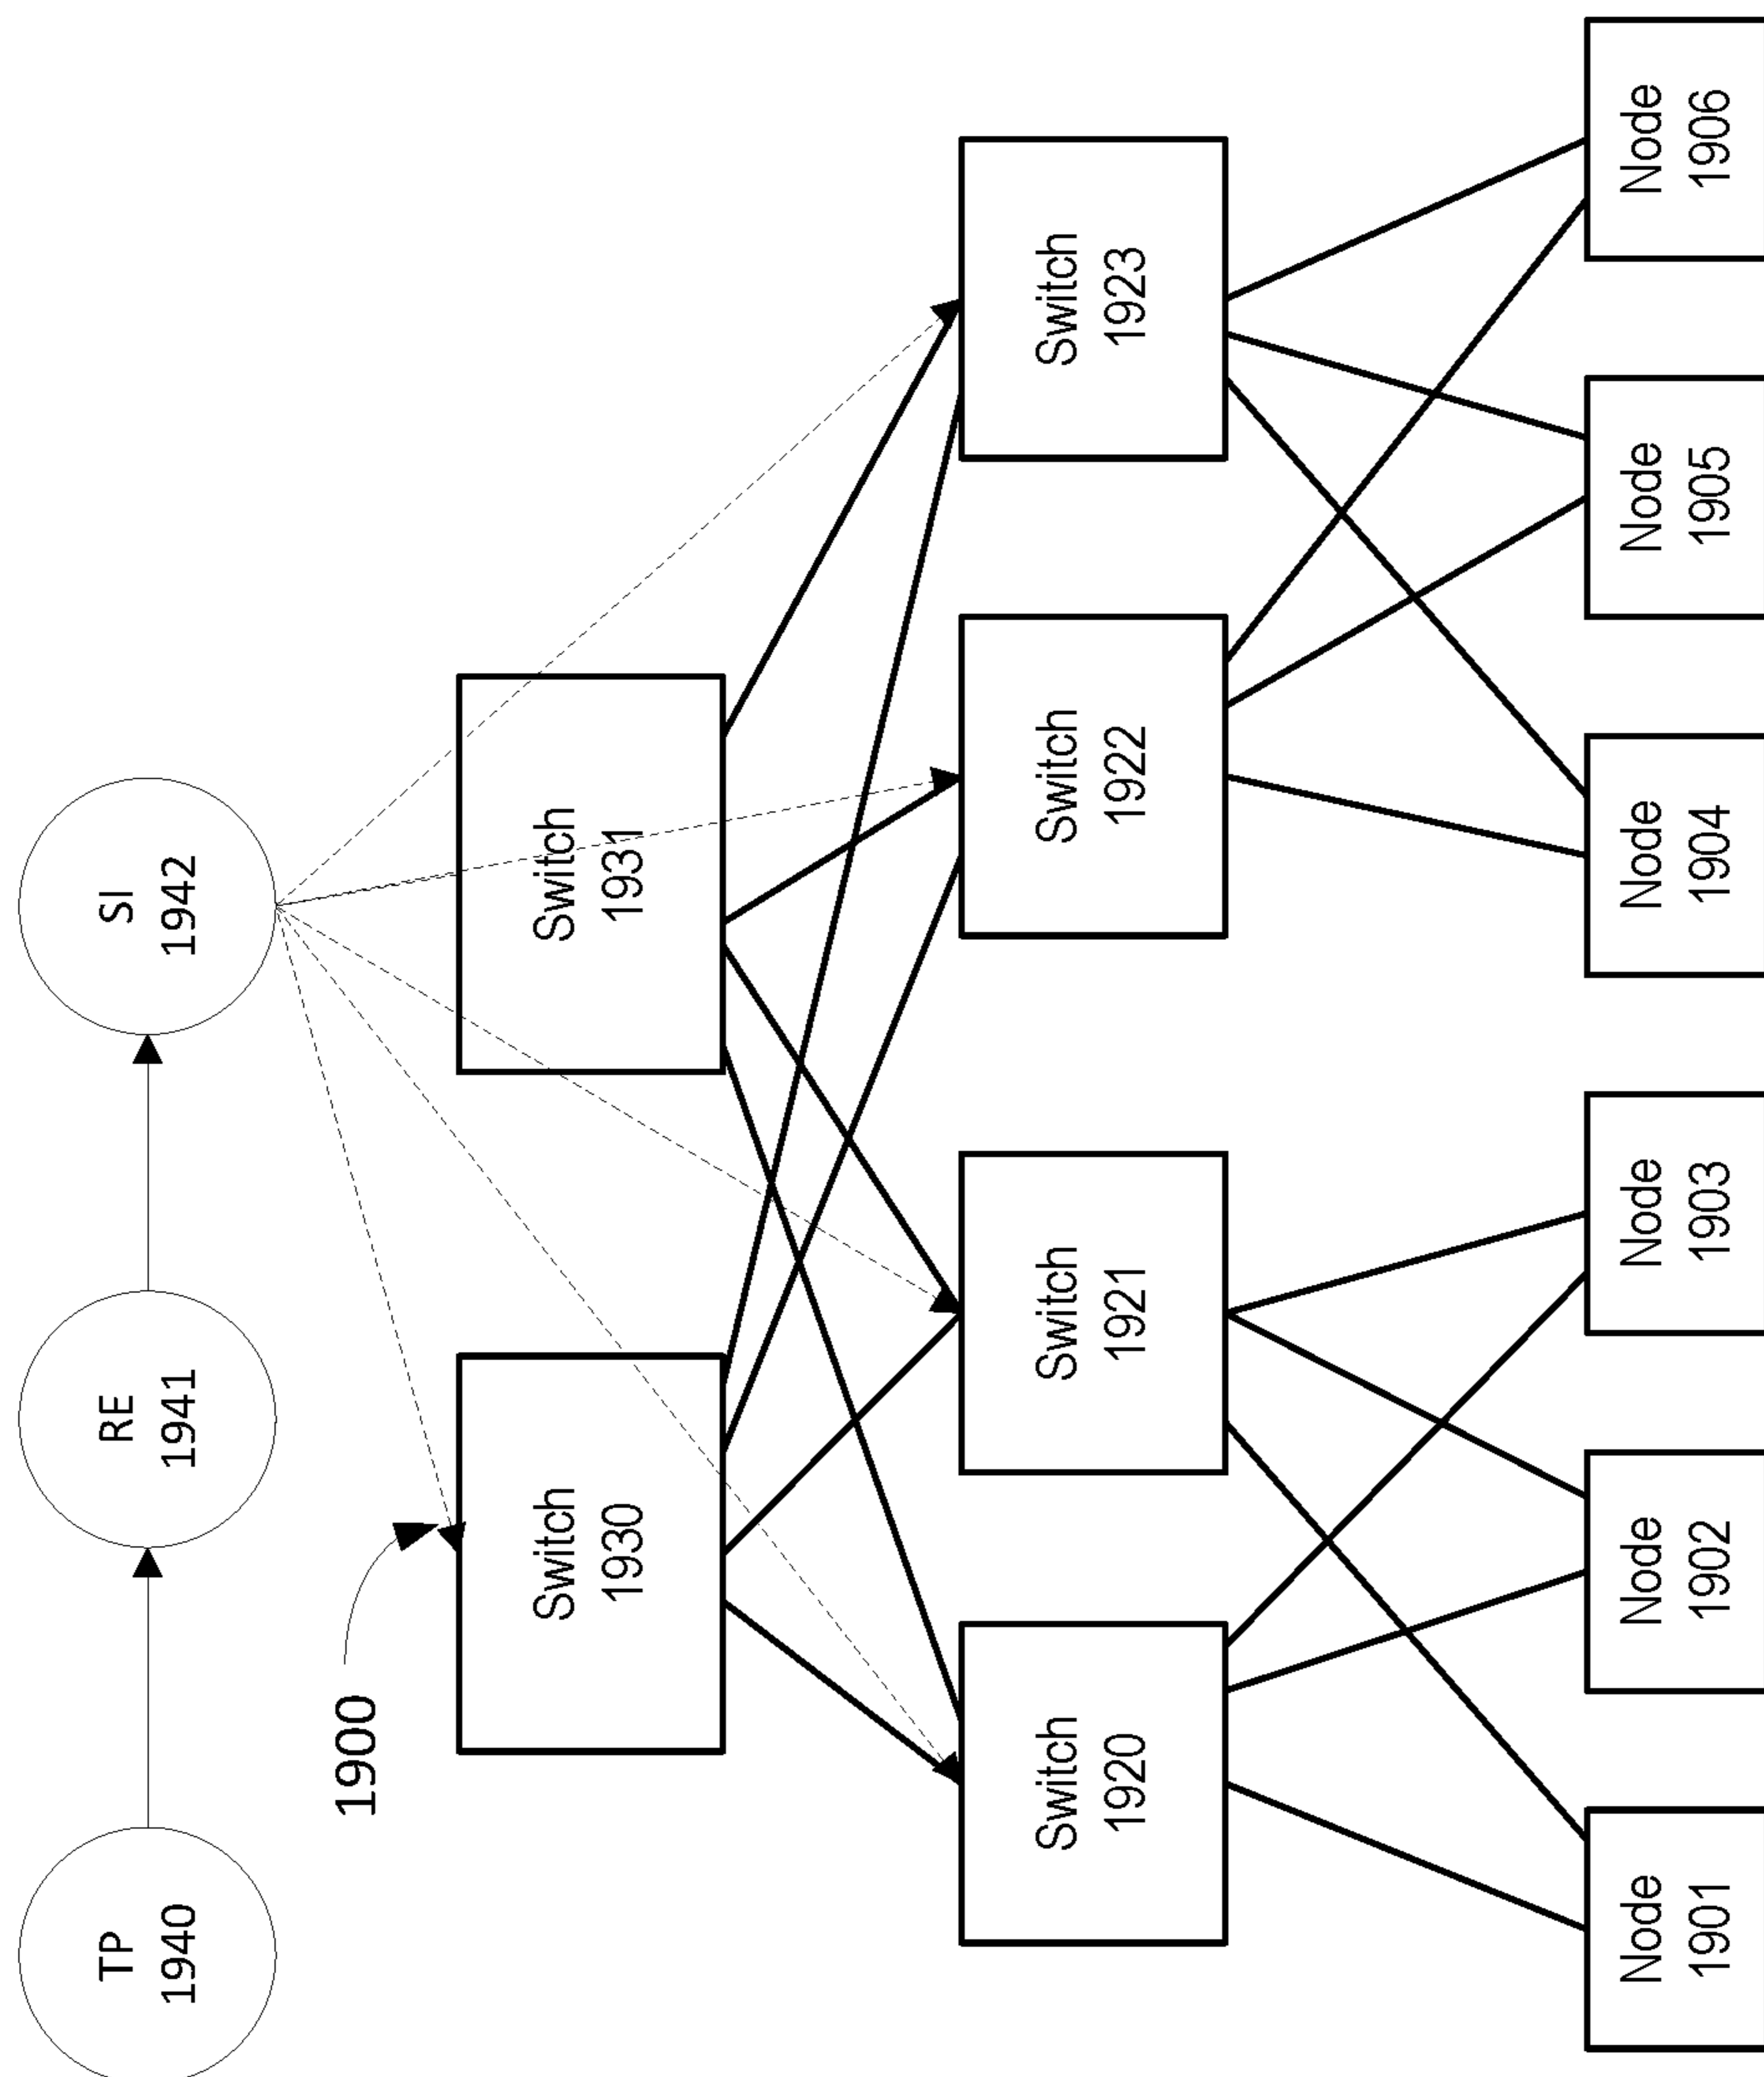 TP
1940
RE
1941
SI
1942
1900
Switch
1930
Switch
1931
Switch
1920
Switch
1921
Switch
1922
Switch
1923
Node
1901
Node
1902
Node
1903
Node
1904
Node
1905
Node
1906